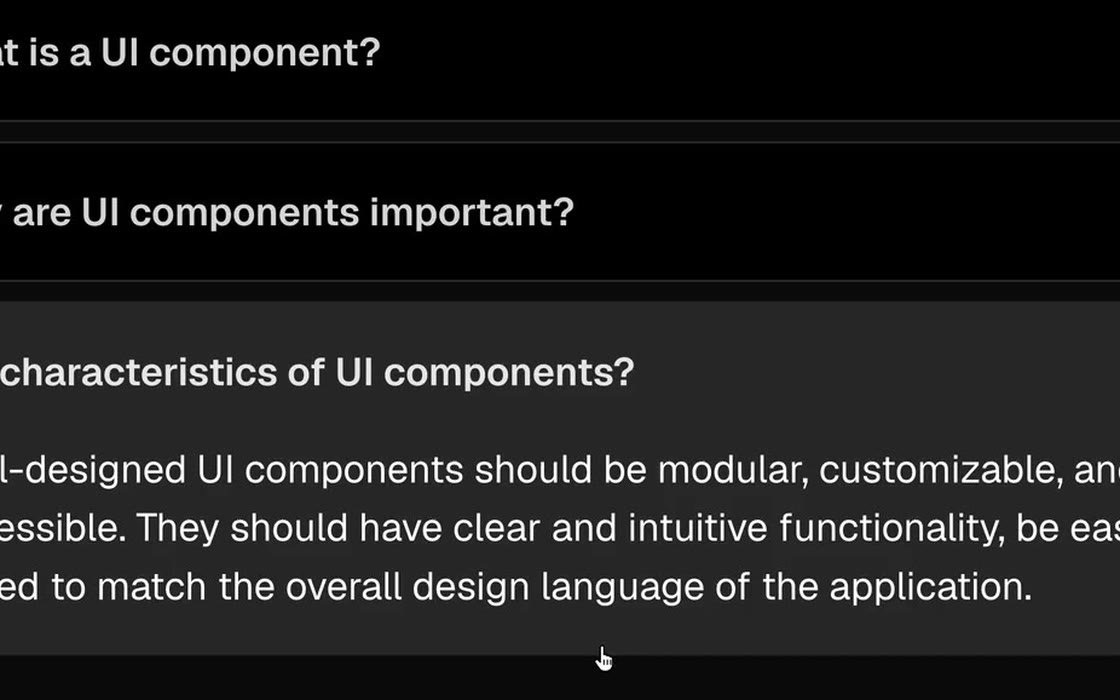 at is a UI component?
y are UI components important?
characteristics of UI components?
l-designed UI components should be modular, customizable, and
essible. They should have clear and intuitive functionality, be eas
ed to match the overall design language of the application.